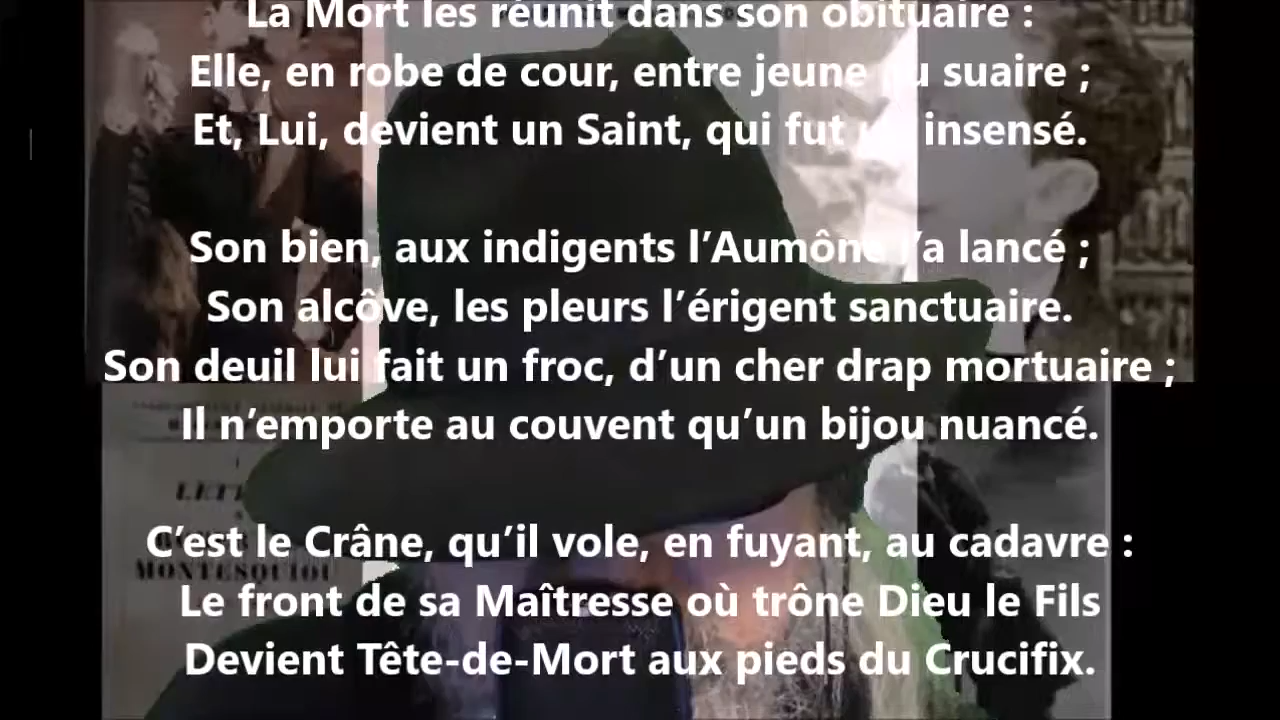 La Mort les réunit dans son obituaire :
Elle, en robe de cour, entre jeune au suaire ;
Et, Lui, devient un Saint, qui fut un insensé.
Son bien, aux indigents l’Aumône l’a lancé ;
Son alcôve, les pleurs l’érigent sanctuaire.
Son deuil lui fait un froc, d’un cher drap mortuaire ;
Il n’emporte au couvent qu’un bijou nuancé.
C’est le Crâne, qu’il vole, en fuyant, au cadavre :
Le front de sa Maîtresse où trône Dieu le Fils
Devient Tête-de-Mort aux pieds du Crucifix.
MONTESQUIOU